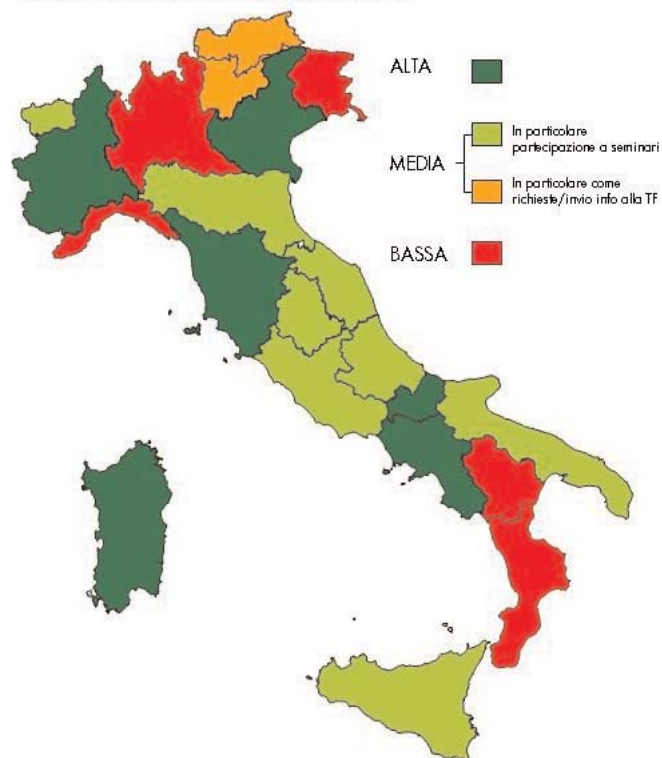 ALTA
MEDIA
In particolare
partecipazione a seminari
In particolare come
richieste/invio info alla TF
BASSA